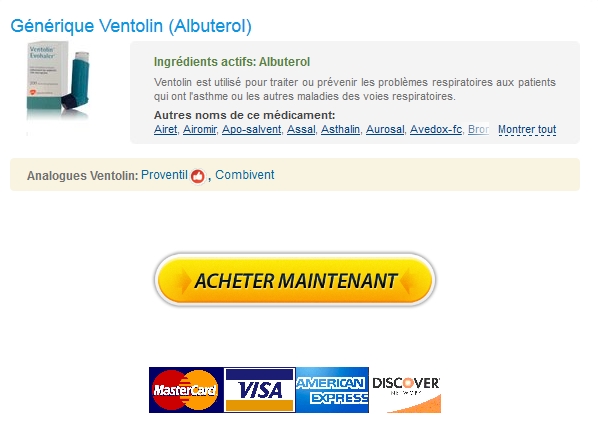 Générique Ventolin (Albuterol)
Ventolin
Evohaler
Ingrédients actifs: Albuterol
Ventolin est utilisé pour traiter ou prévenir les problèmes respiratoires aux patients
qui ont l'asthme ou les autres maladies des voies respiratoires.
Autres noms de ce médicament:
Airet, Airomir, Apo-salvent, Assal, Asthalin, Aurosal, Avedox-fc, Bror Montrer tout
Analogues Ventolin: Proventil, Combivent
ACHETER MAINTENANT
MasterCard VISA AMERICAN EXPRESS DISCOVER NETWORK